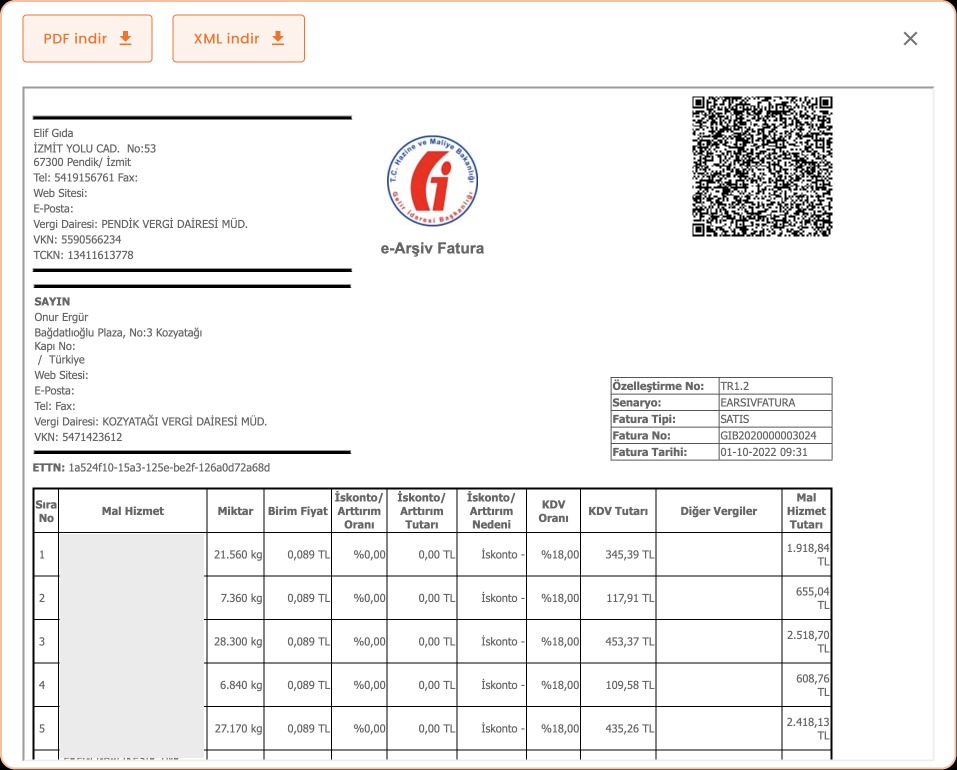 PDF indir
XML indir
Elif Gıda
İZMİT YOLU CAD. No:53
67300 Pendik/ İzmit
Tel: 5419156761 Fax:
Web Sitesi:
E-Posta:
Vergi Dairesi: PENDİK VERGİ DAİRESİ MÜD.
VKN: 5590566234
TCKN: 13411613778
T.C. Hazine ve Maliye Bakanlığı
Gelir İdaresi Başkanlığı
e-Arşiv Fatura
SAYIN
Onur Ergür
Bağdatlıoğlu Plaza, No:3 Kozyatağı
Kapı No:
/ Türkiye
Web Sitesi:
E-Posta:
Tel: Fax:
Vergi Dairesi: KOZYATAĞI VERGİ DAİRESİ MÜD.
VKN: 5471423612
Özelleştirme No: TR1.2
Senaryo: EARSIVFATURA
Fatura Tipi: SATIS
Fatura No: GIB2020000003024
Fatura Tarihi: 01-10-2022 09:31
ETTN: 1a524f10-15a3-125e-be2f-126a0d72a68d
Sıra No Mal Hizmet Miktar Birim Fiyat İskonto/ Arttırım Oranı İskonto/ Arttırım Tutarı İskonto/ Arttırım Nedeni KDV Oranı KDV Tutarı Diğer Vergiler Mal Hizmet Tutarı
1 21.560 kg 0,089 TL %0,00 0,00 TL İskonto - %18,00 345,39 TL 1.918,84 TL
2 7.360 kg 0,089 TL %0,00 0,00 TL İskonto - %18,00 117,91 TL 655,04 TL
3 28.300 kg 0,089 TL %0,00 0,00 TL İskonto - %18,00 453,37 TL 2.518,70 TL
4 6.840 kg 0,089 TL %0,00 0,00 TL İskonto - %18,00 109,58 TL 608,76 TL
5 27.170 kg 0,089 TL %0,00 0,00 TL İskonto - %18,00 435,26 TL 2.418,13 TL